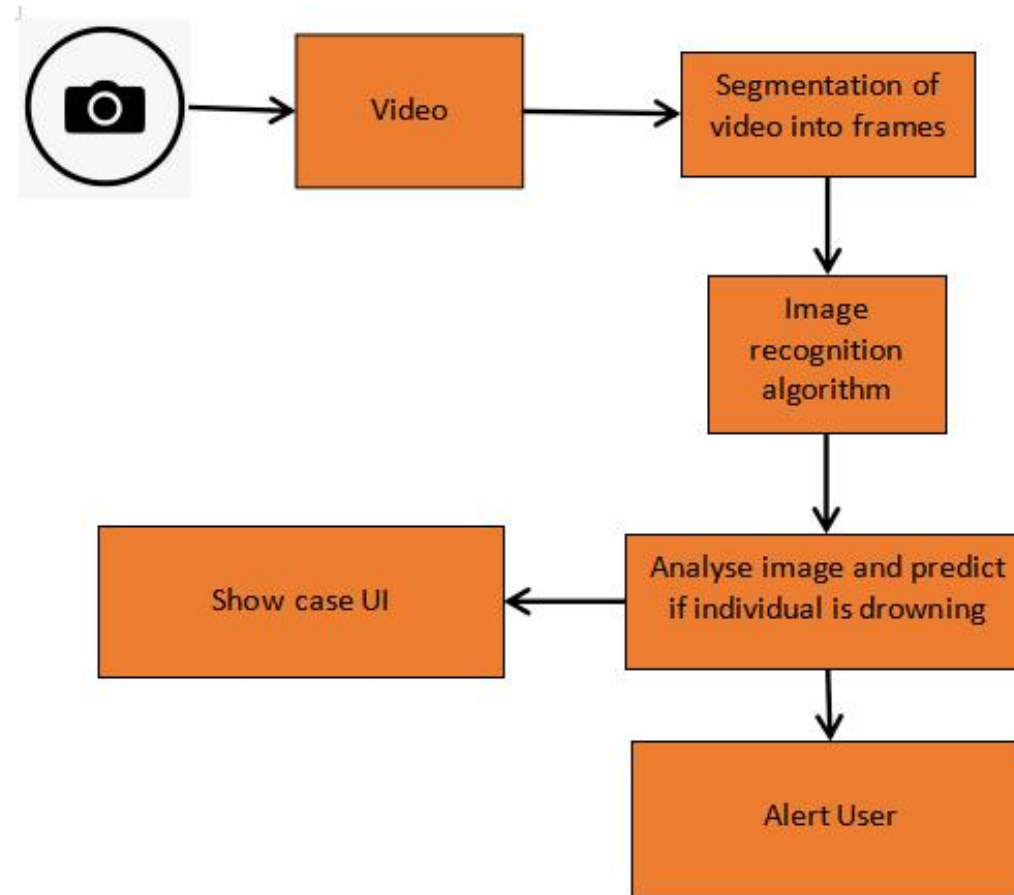 Video
Segmentation of
video into frames
Image
recognition
algorithm
Analyse image and predict
if individual is drowning
Show case UI
Alert User